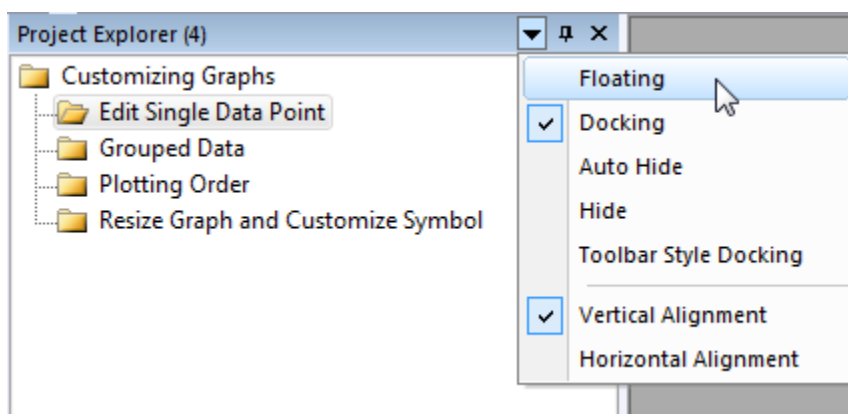 Project Explorer (4)
Customizing Graphs
Edit Single Data Point
Grouped Data
Plotting Order
Resize Graph and Customize Symbol
Floating
Docking
Auto Hide
Hide
Toolbar Style Docking
Vertical Alignment
Horizontal Alignment